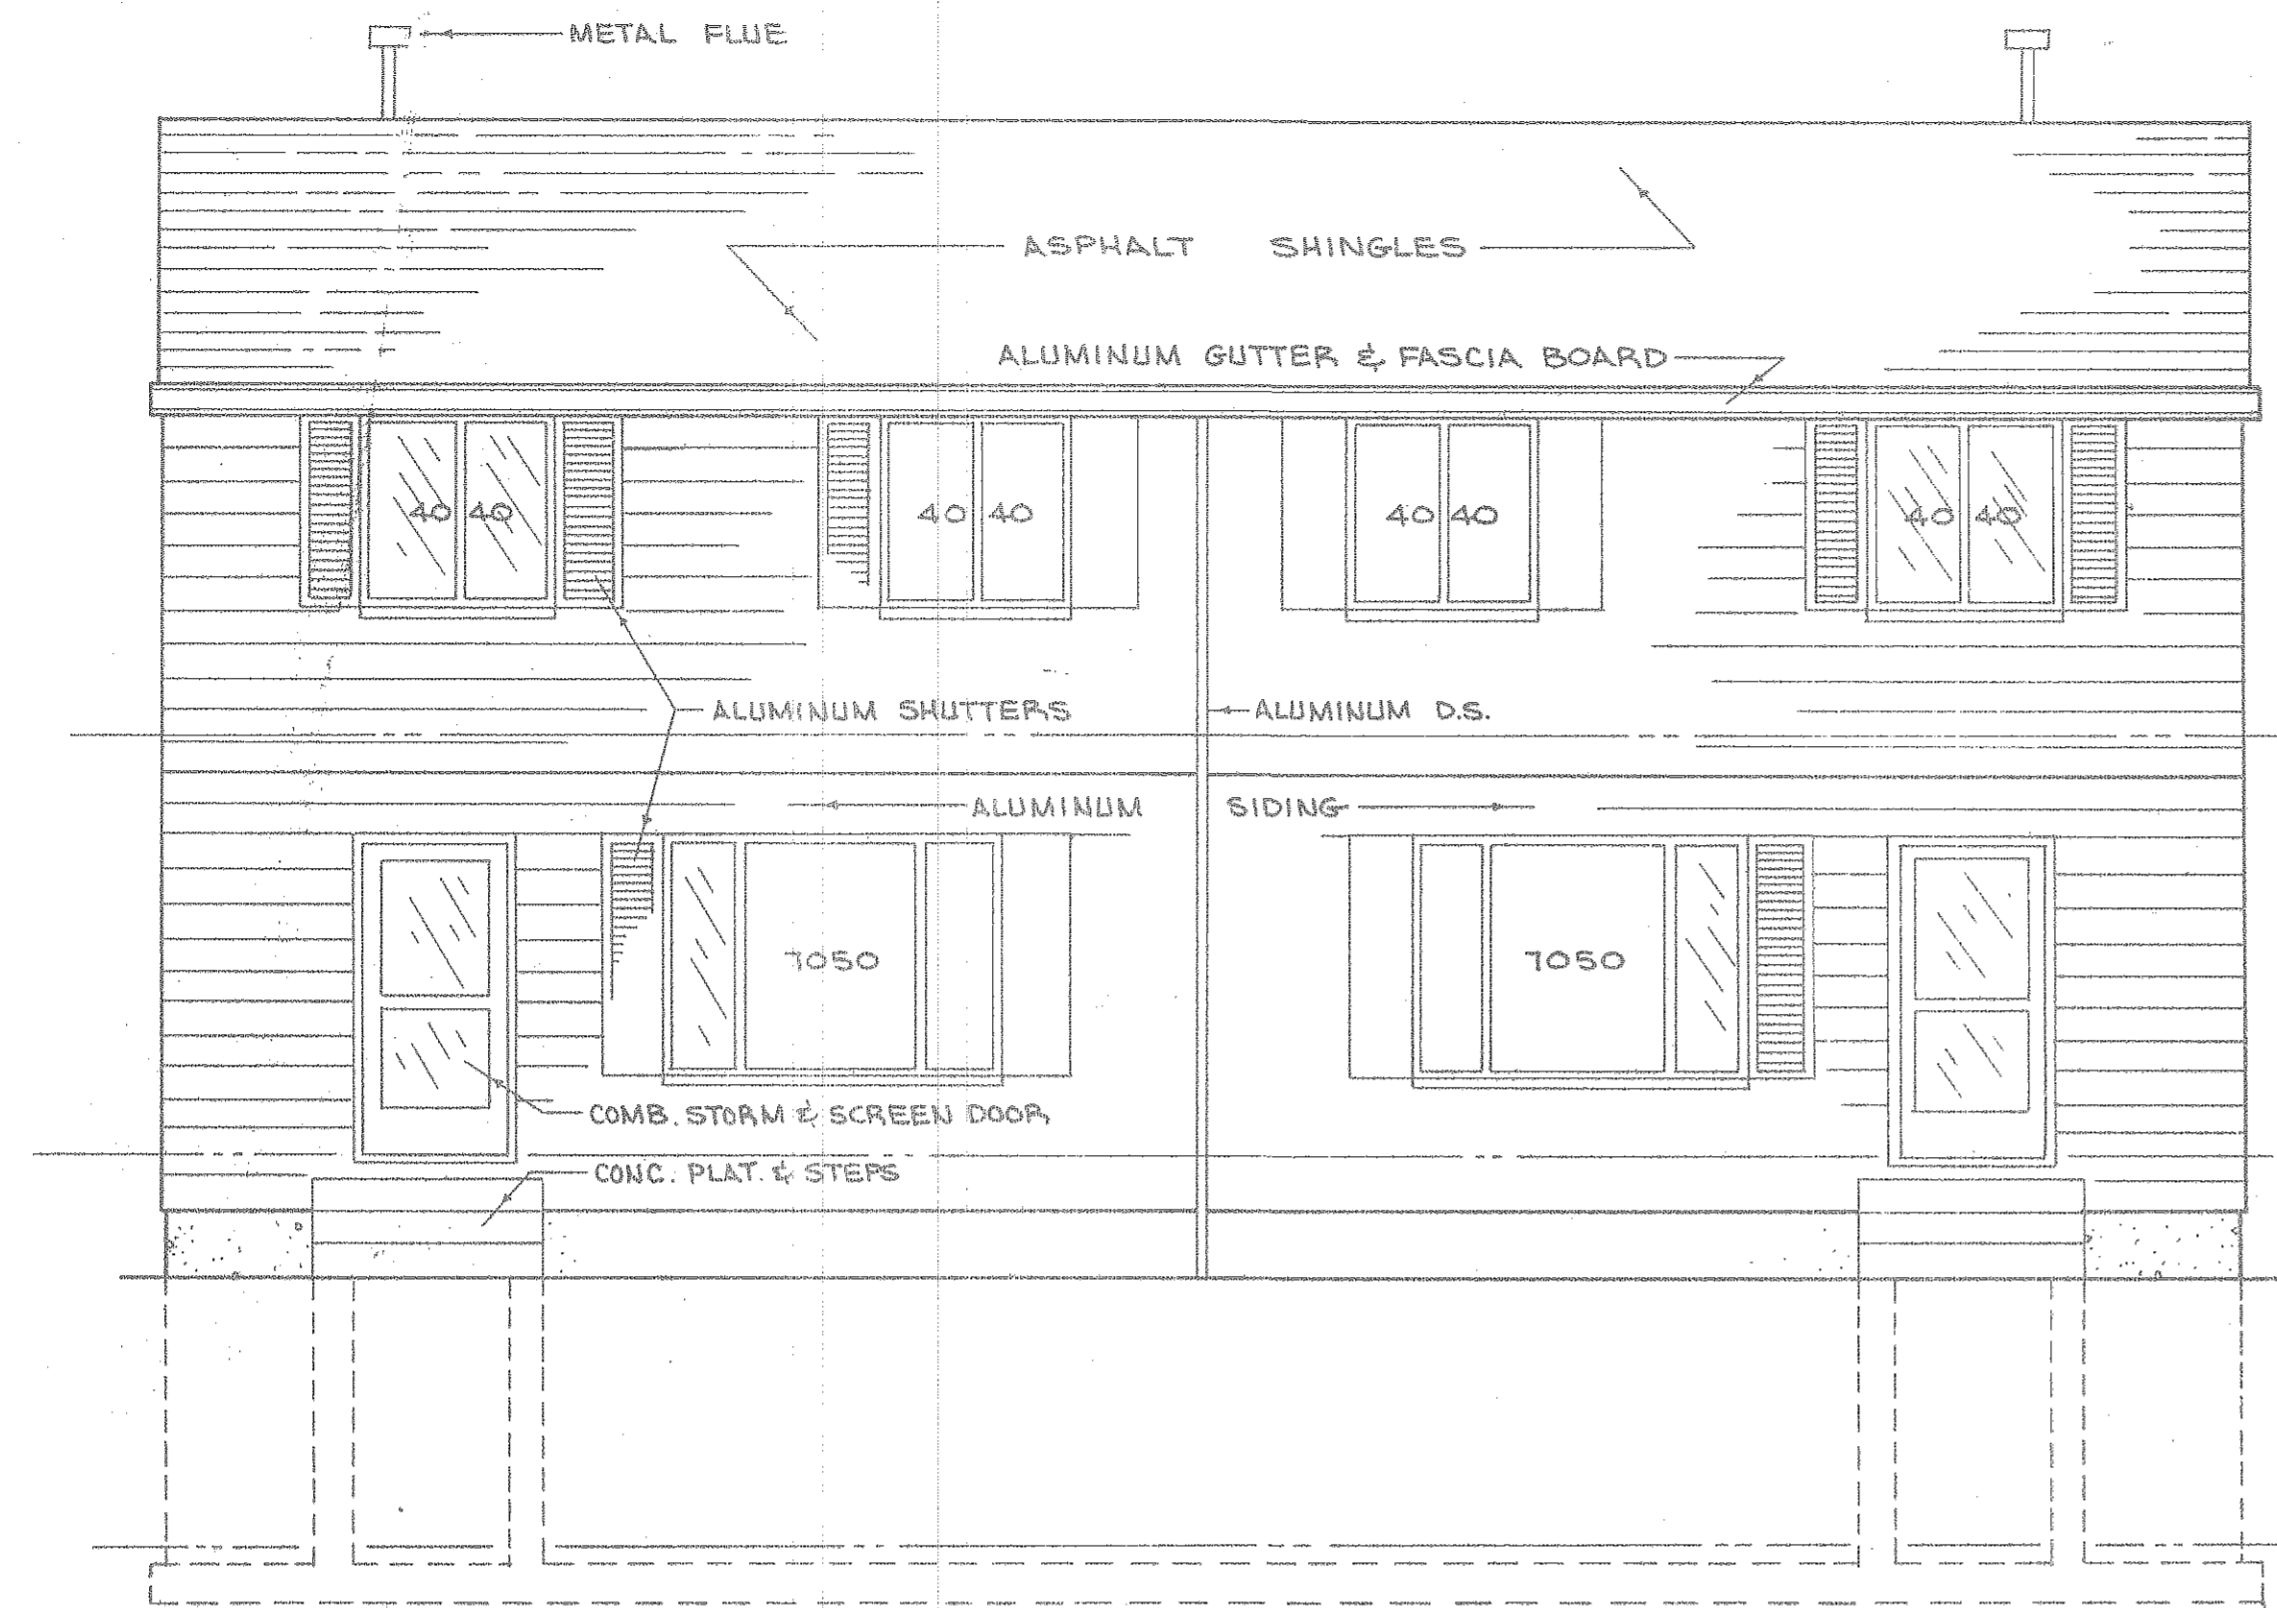 METAL FLUE
ASPHALT SHINGLES
ALUMINUM GUTTER & FASCIA BOARD
40 40
40 40
40 40
40 40
ALUMINUM SHUTTERS
ALUMINUM D.S.
ALUMINUM SIDING
7050
7050
COMB. STORM & SCREEN DOOR
CONC. PLAT. & STEPS